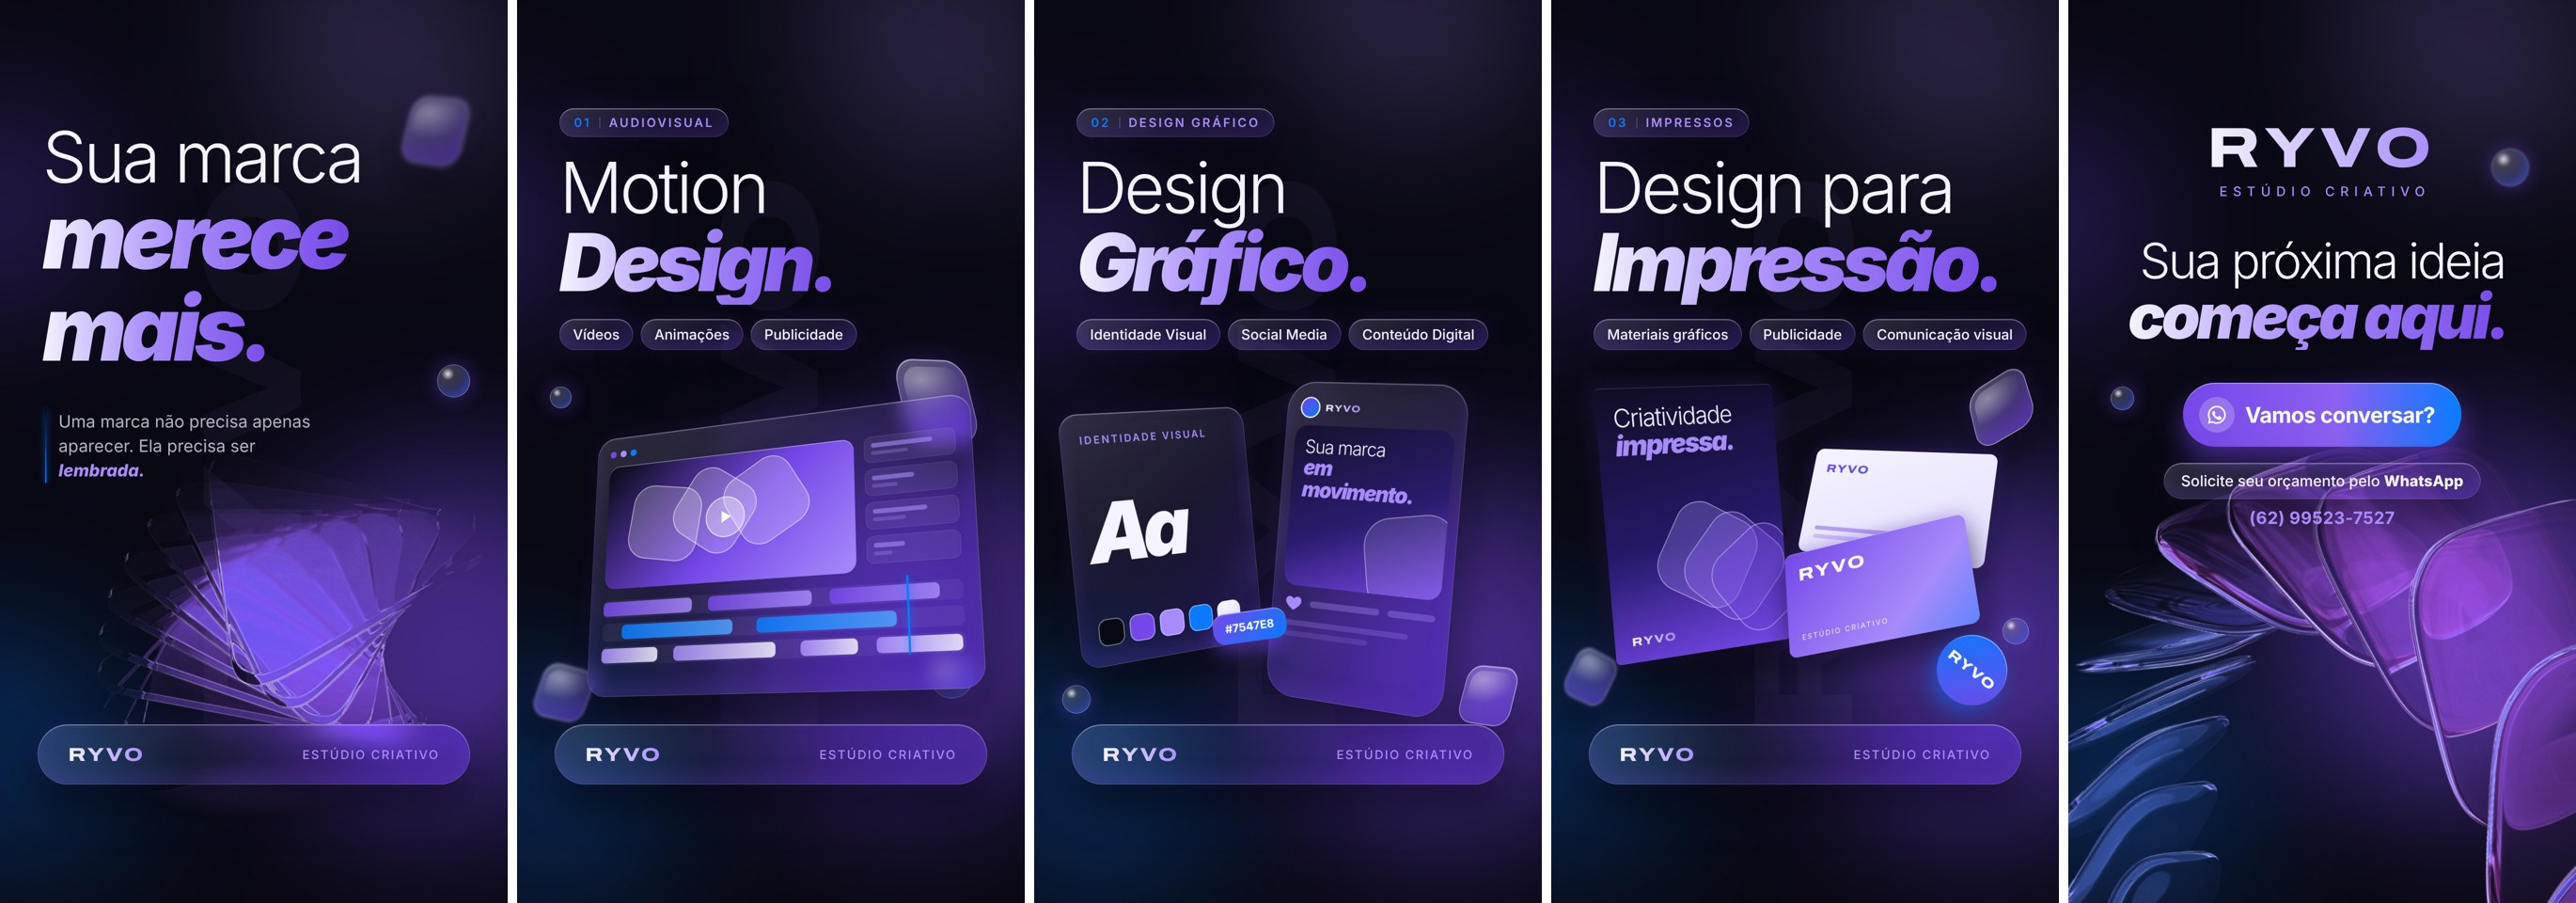 Sua marca
merece
mais.
Uma marca não precisa apenas
aparecer. Ela precisa ser
lembrada.
RYVO
ESTÚDIO CRIATIVO
01 | AUDIOVISUAL
Motion
Design.
Vídeos
Animações
Publicidade
RYVO
ESTÚDIO CRIATIVO
02 | DESIGN GRÁFICO
Design
Gráfico.
Identidade Visual
Social Media
Conteúdo Digital
IDENTIDADE VISUAL
Aa
#7547E8
RYVO
Sua marca
em
movimento.
RYVO
ESTÚDIO CRIATIVO
03 | IMPRESSOS
Design para
Impressão.
Materiais gráficos
Publicidade
Comunicação visual
Criatividade
impressa.
RYVO
RYVO
RYVO
ESTÚDIO CRIATIVO
RYVO
RYVO
ESTÚDIO CRIATIVO
RYVO
ESTÚDIO CRIATIVO
Sua próxima ideia
começa aqui.
Vamos conversar?
Solicite seu orçamento pelo WhatsApp
(62) 99523-7527